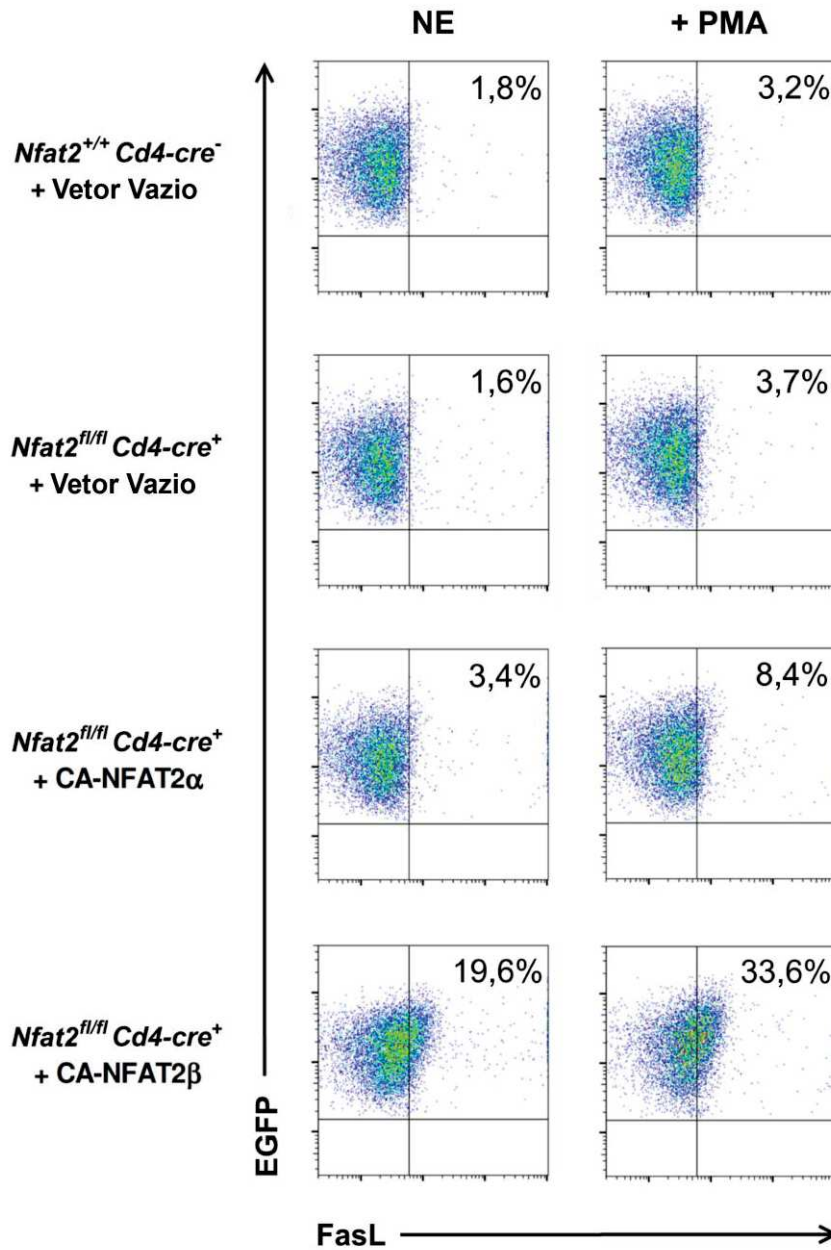 NE + PMA
Nfat2+/+ Cd4-cre-
+ Vetor Vazio
1,8% 3,2%
Nfat2fl/fl Cd4-cre+
+ Vetor Vazio
1,6% 3,7%
Nfat2fl/fl Cd4-cre+
+ CA-NFAT2α
3,4% 8,4%
Nfat2fl/fl Cd4-cre+
+ CA-NFAT2β
19,6% 33,6%
EGFP
FasL